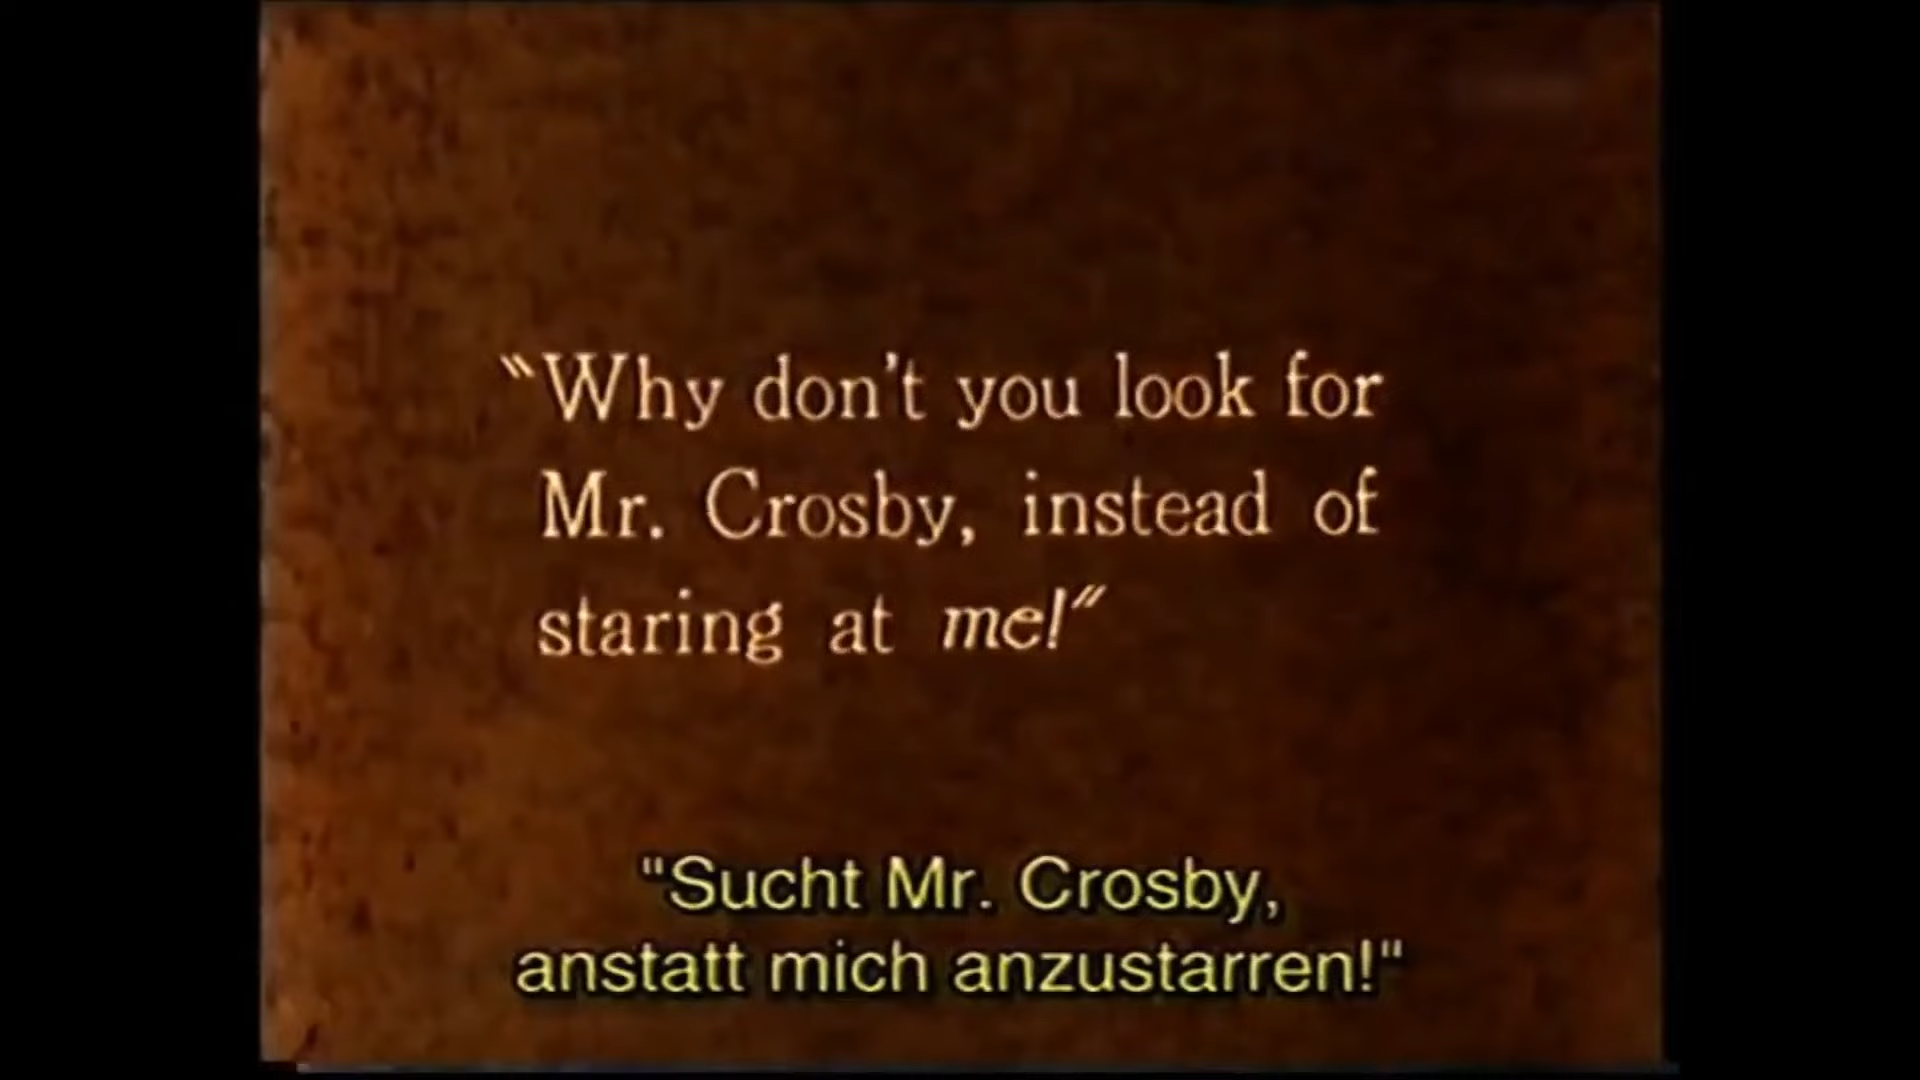 "Why don't you look for
Mr. Crosby, instead of
staring at me!"
"Sucht Mr. Crosby,
anstatt mich anzustarren!"